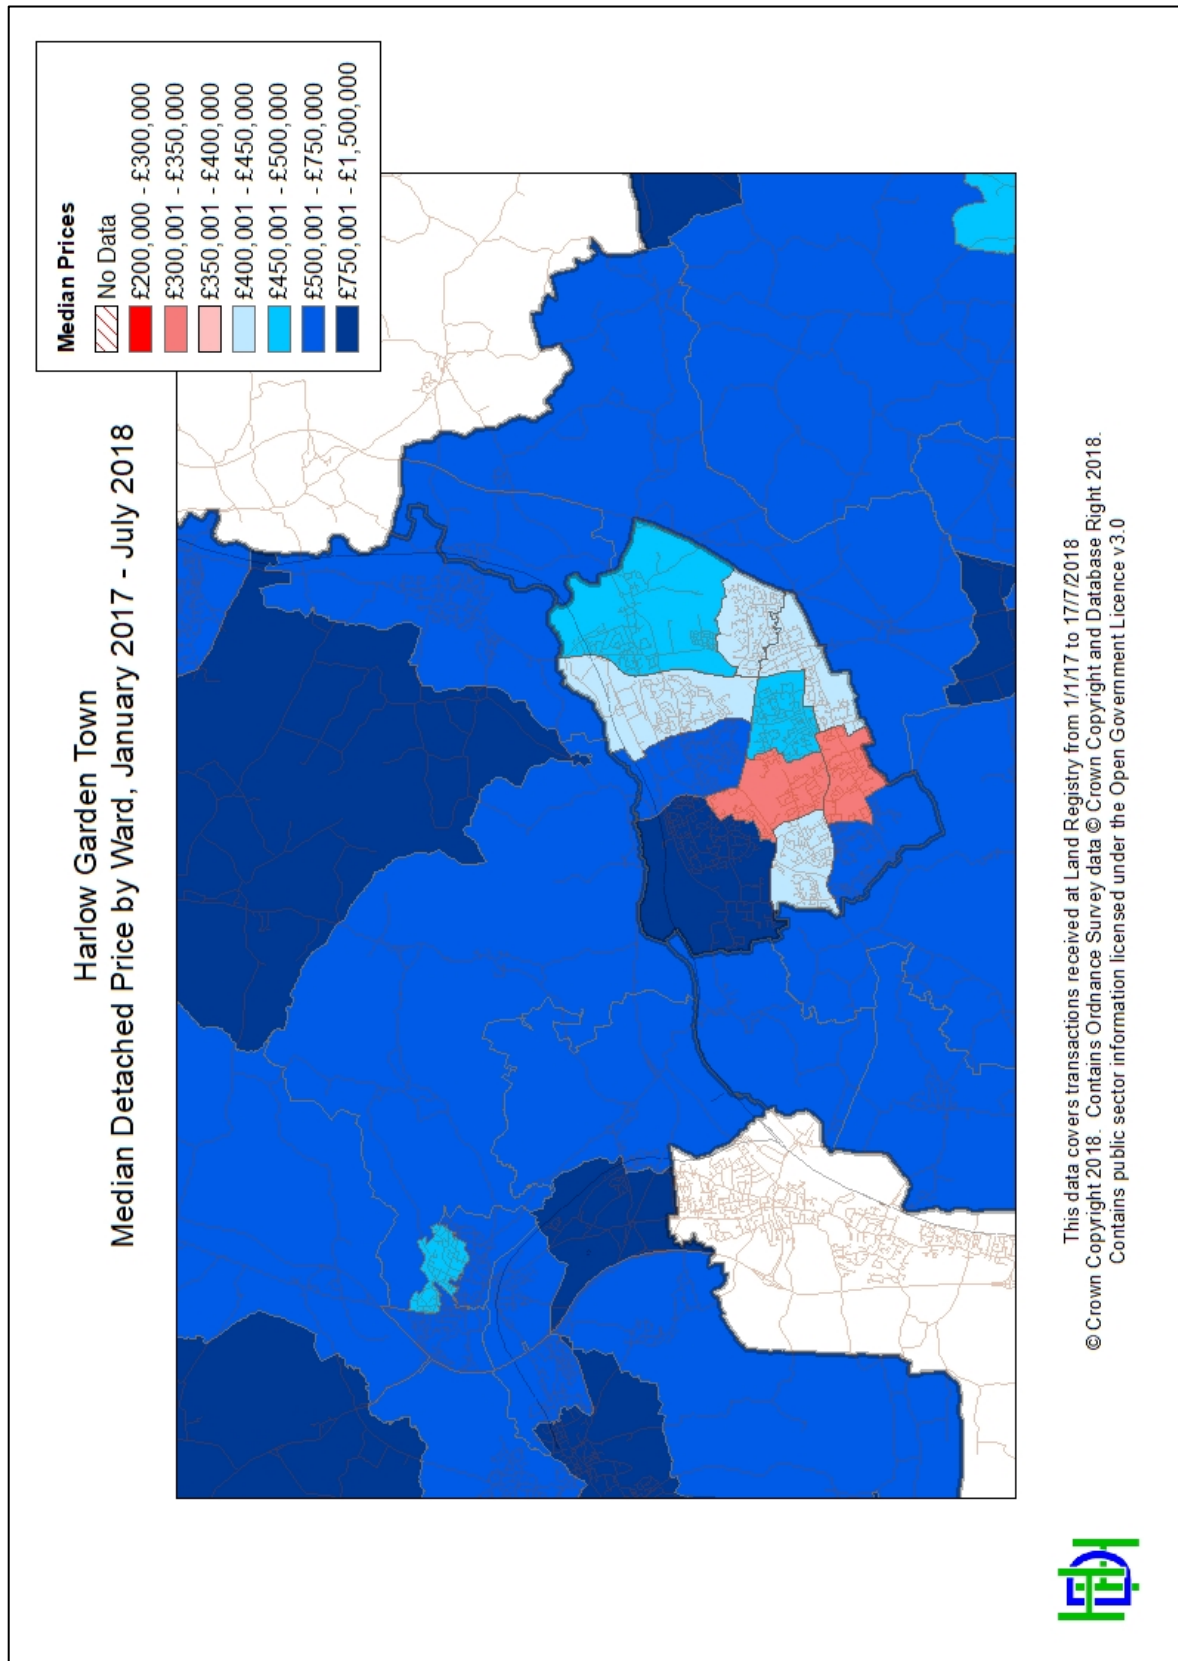 Harlow Garden Town
Median Detached Price by Ward, January 2017 - July 2018
Median Prices
No Data
£200,000 - £300,000
£300,001 - £350,000
£350,001 - £400,000
£400,001 - £450,000
£450,001 - £500,000
£500,001 - £750,000
£750,001 - £1,500,000
This data covers transactions received at Land Registry from 1/1/17 to 17/7/2018
© Crown Copyright 2018. Contains Ordnance Survey data © Crown Copyright and Database Right 2018.
Contains public sector information licensed under the Open Government Licence v3.0
HDH